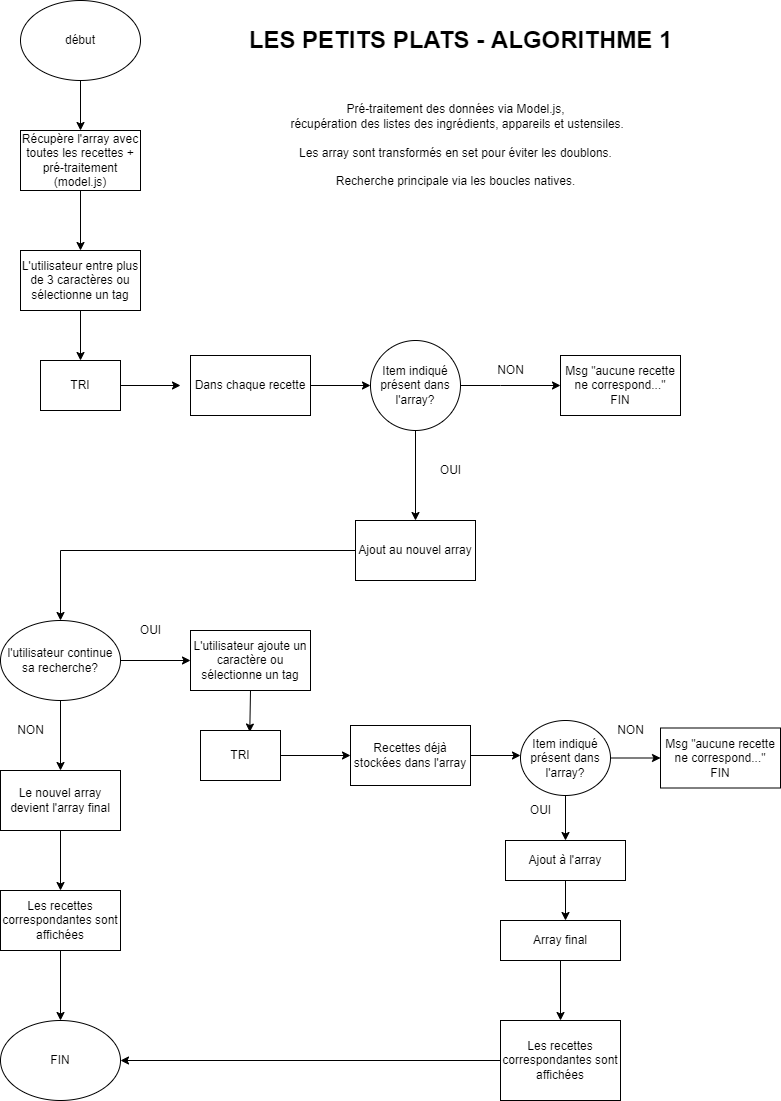 début
LES PETITS PLATS - ALGORITHME 1
Pré-traitement des données via Model.js,
récupération des listes des ingrédients, appareils et ustensiles.
Les array sont transformés en set pour éviter les doublons.
Recherche principale via les boucles natives.
Récupère l'array avec
toutes les recettes +
pré-traitement
(model.js)
L'utilisateur entre plus
de 3 caractères ou
sélectionne un tag
TRI
Dans chaque recette
Item indiqué
présent dans
l'array?
NON
Msg "aucune recette
ne correspond..."
FIN
OUI
Ajout au nouvel array
l'utilisateur continue
sa recherche?
OUI
L'utilisateur ajoute un
caractère ou
sélectionne un tag
NON
TRI
Recettes déjà
stockées dans l'array
Item indiqué
présent dans
l'array?
NON
Msg "aucune recette
ne correspond..."
FIN
OUI
Le nouvel array
devient l'array final
Ajout à l'array
Les recettes
correspondantes sont
affichées
Array final
FIN
Les recettes
correspondantes sont
affichées